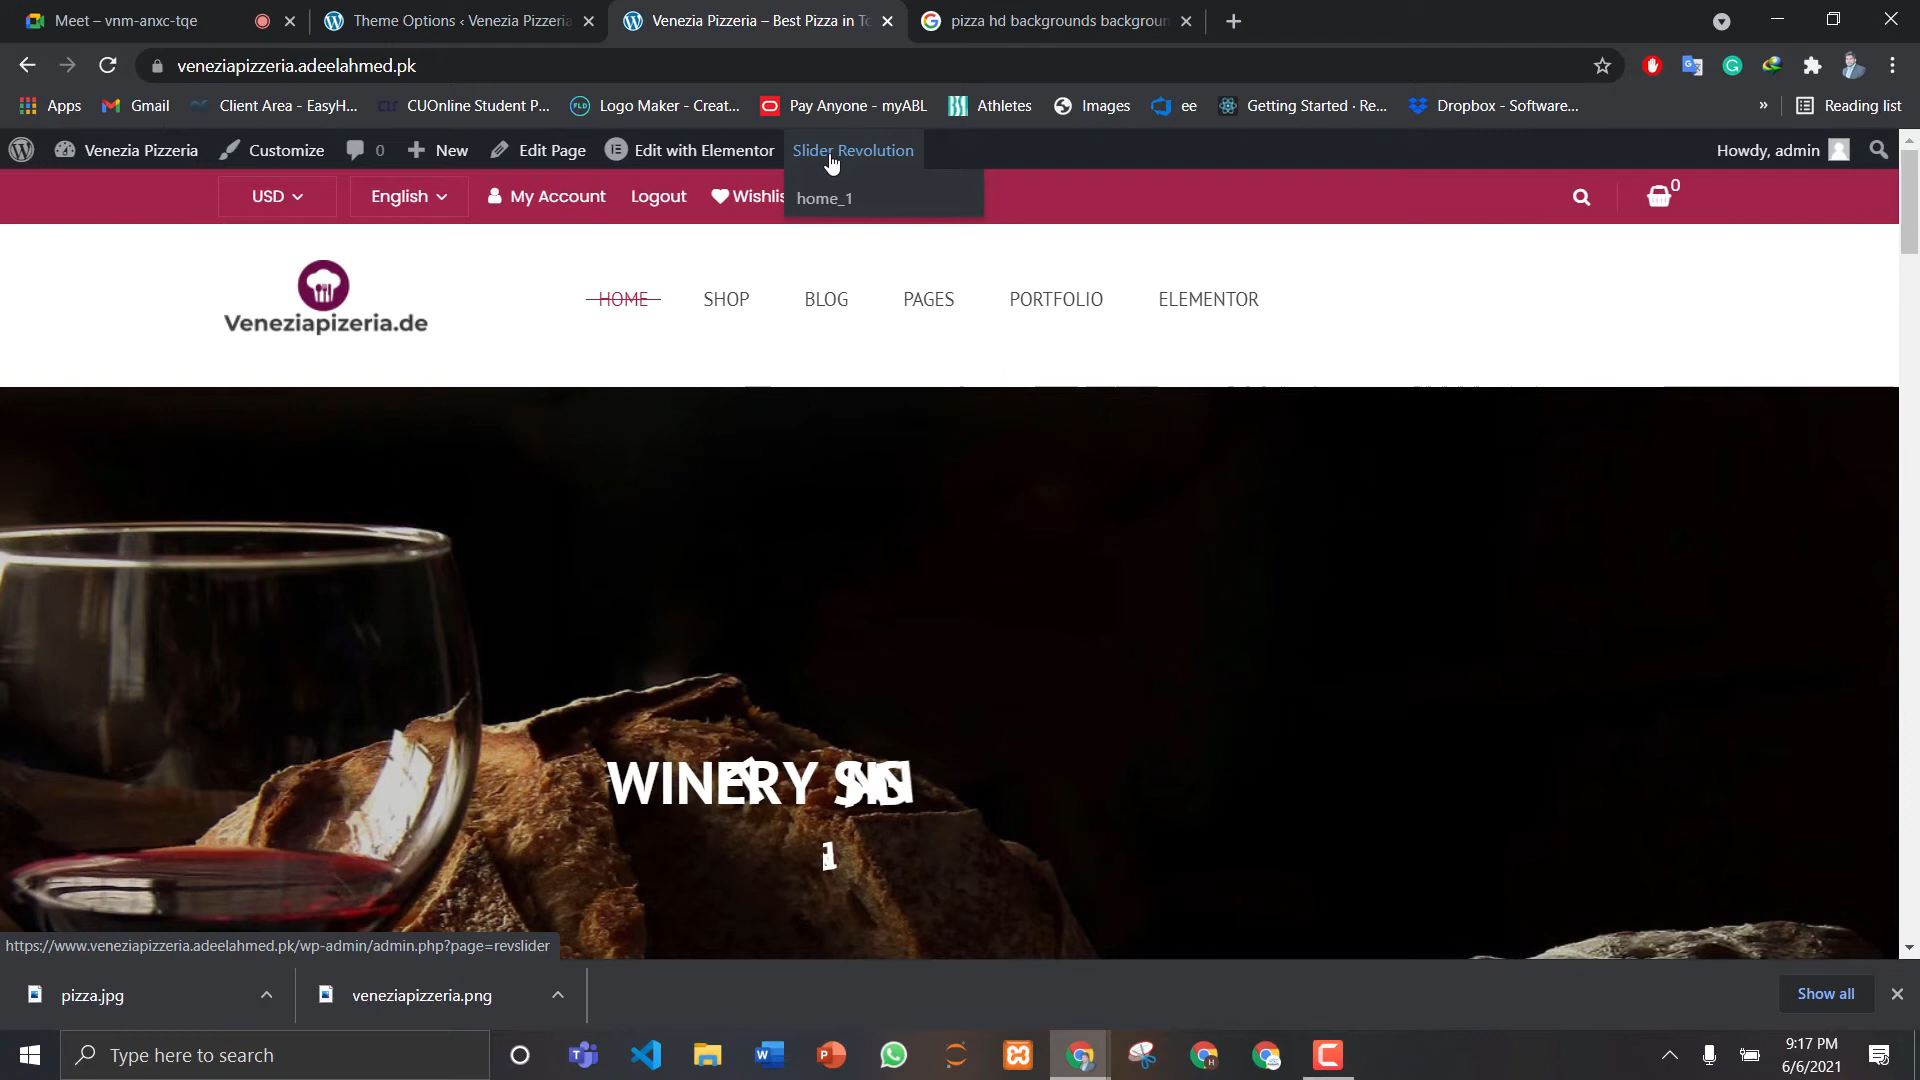 Meet – vnm-anxc-tqe
Theme Options ‹ Venezia Pizzeria
Venezia Pizzeria – Best Pizza in To
pizza hd backgrounds backgroun
veneziapizzeria.adeelahmed.pk
Apps
Gmail
Client Area - EasyH...
CUOnline Student P...
Logo Maker - Creat...
Pay Anyone - myABL
Athletes
Images
ee
Getting Started · Re...
Dropbox - Software...
»
Reading list
Venezia Pizzeria
Customize
0
New
Edit Page
Edit with Elementor
Slider Revolution
Howdy, admin
USD
English
My Account
Logout
Wishlis
home_1
0
Veneziapizeria.de
HOME
SHOP
BLOG
PAGES
PORTFOLIO
ELEMENTOR
WINERY
https://www.veneziapizzeria.adeelahmed.pk/wp-admin/admin.php?page=revslider
pizza.jpg
veneziapizzeria.png
Show all
Type here to search
9:17 PM
6/6/2021